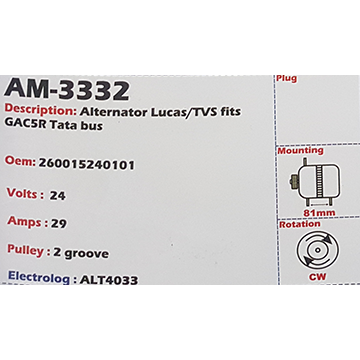 AM-3332
Description: Alternator Lucas/TVS fits
GAC5R Tata bus
Oem: 260015240101
Volts : 24
Amps : 29
Pulley : 2 groove
Electrolog : ALT4033
Plug
Mounting
81mm
Rotation
CW